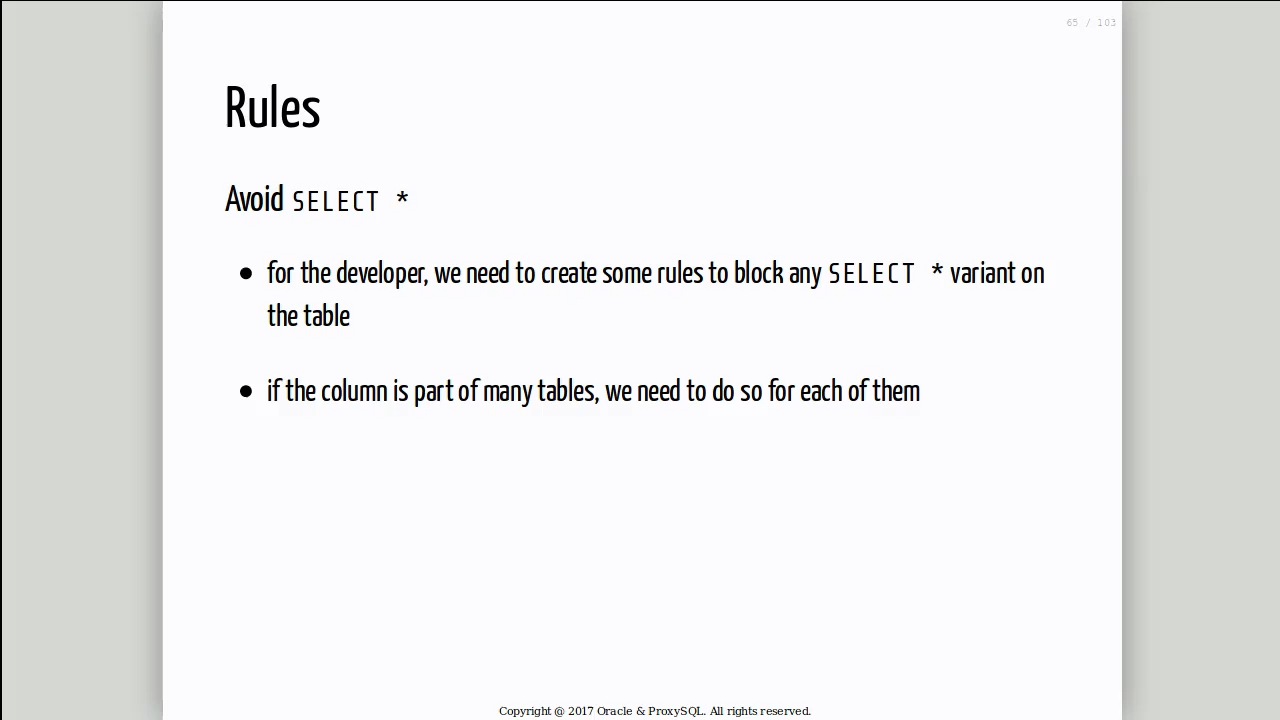 65 / 103
Rules
Avoid SELECT *
for the developer, we need to create some rules to block any SELECT * variant on
the table
if the column is part of many tables, we need to do so for each of them
Copyright @ 2017 Oracle & ProxySQL. All rights reserved.